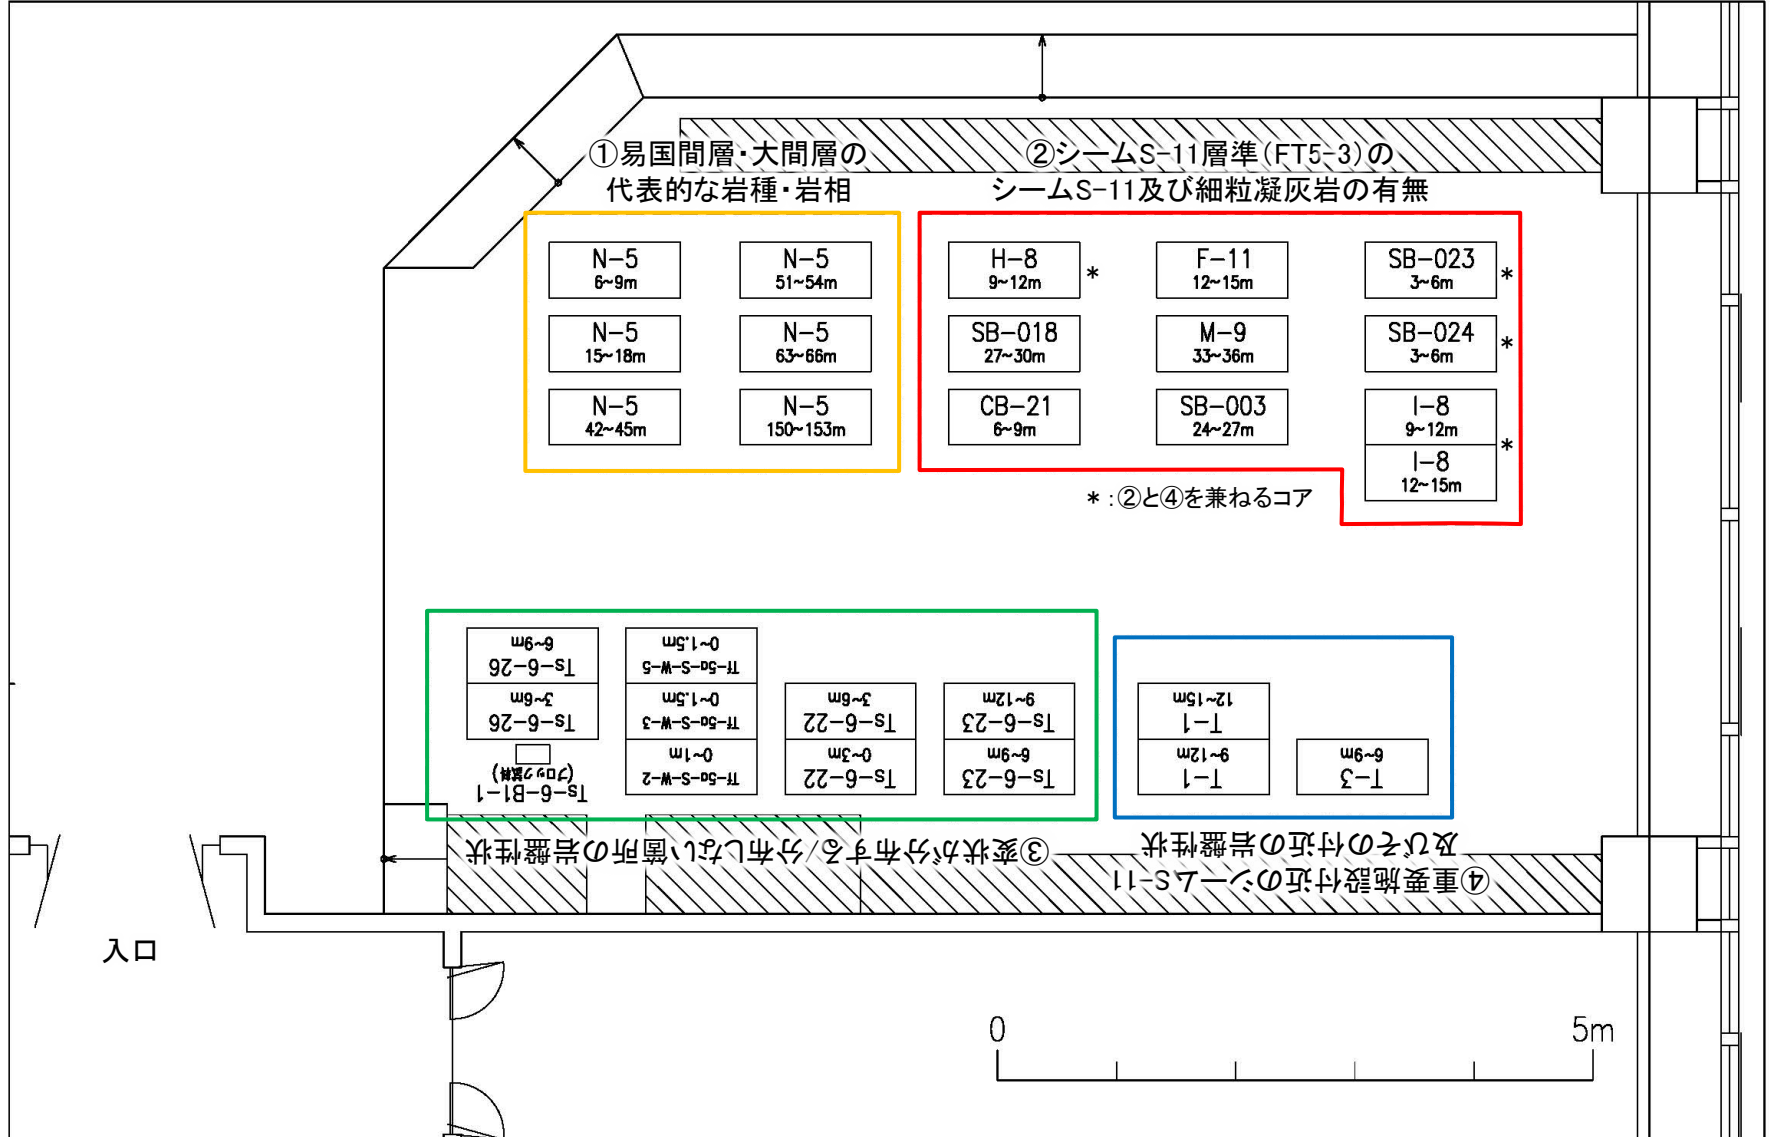 ①易国間層・大間層の
代表的な岩種・岩相
②シームS-11層準(FT5-3)の
シームS-11及び細粒凝灰岩の有無
N-5
6~9m
N-5
51~54m
N-5
15~18m
N-5
63~66m
N-5
42~45m
N-5
150~153m
H-8
9~12m
*
F-11
12~15m
SB-023
3~6m
*
SB-018
27~30m
M-9
33~36m
SB-024
3~6m
*
CB-21
6~9m
SB-003
24~27m
I-8
9~12m
*
I-8
12~15m
*:②と④を兼ねるコア
③変状が分布する/分布しない箇所の岩盤性状
Ts-6-23
6~9m
Ts-6-23
9~12m
Ts-6-22
0~3m
Ts-6-22
3~6m
Tf-5a-S-W-2
0~1m
Tf-5a-S-W-3
0~1.5m
Tf-5a-S-W-5
0~1.5m
Ts-6-B1-1
(ブロック試料)
Ts-6-26
3~6m
Ts-6-26
6~9m
④重要施設付近のシームS-11
及びその付近の岩盤性状
T-3
6~9m
T-1
9~12m
T-1
12~15m
入口
0
5m